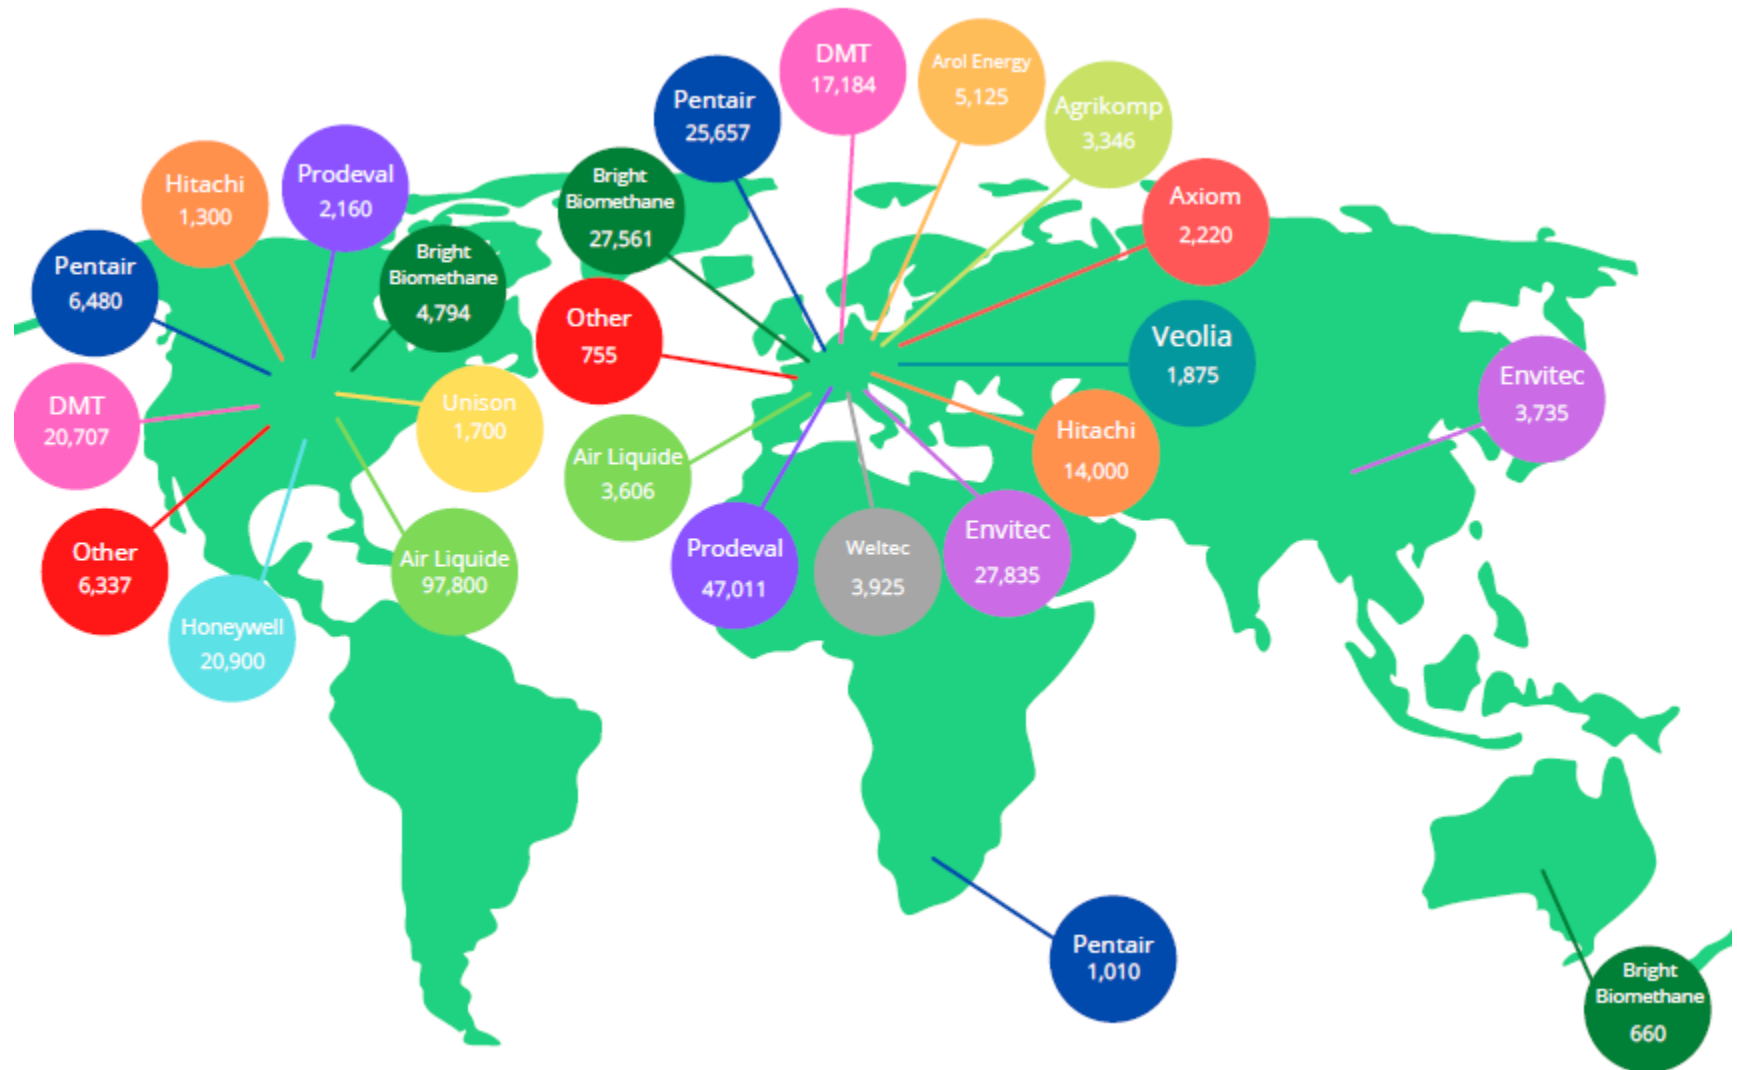 DMT
17,184
Arol Energy
5,125
Pentair
25,657
Agrikomp
3,346
Hitachi
1,300
Prodeval
2,160
Bright
Biomethane
27,561
Axiom
2,220
Pentair
6,480
Bright
Biomethane
4,794
Other
755
Veolia
1,875
Envitec
3,735
DMT
20,707
Unison
1,700
Air Liquide
3,606
Hitachi
14,000
Other
6,337
Air Liquide
97,800
Prodeval
47,011
Weltec
3,925
Envitec
27,835
Honeywell
20,900
Pentair
1,010
Bright
Biomethane
660